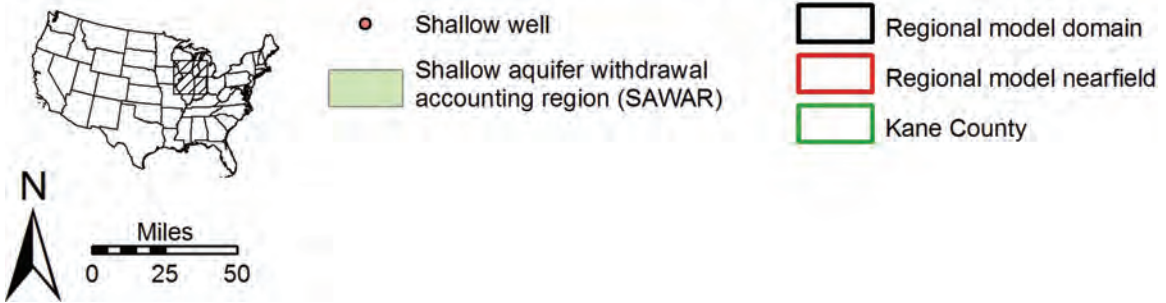 Shallow well
Shallow aquifer withdrawal
accounting region (SAWAR)
Regional model domain
Regional model nearfield
Kane County
N
Miles
0 25 50